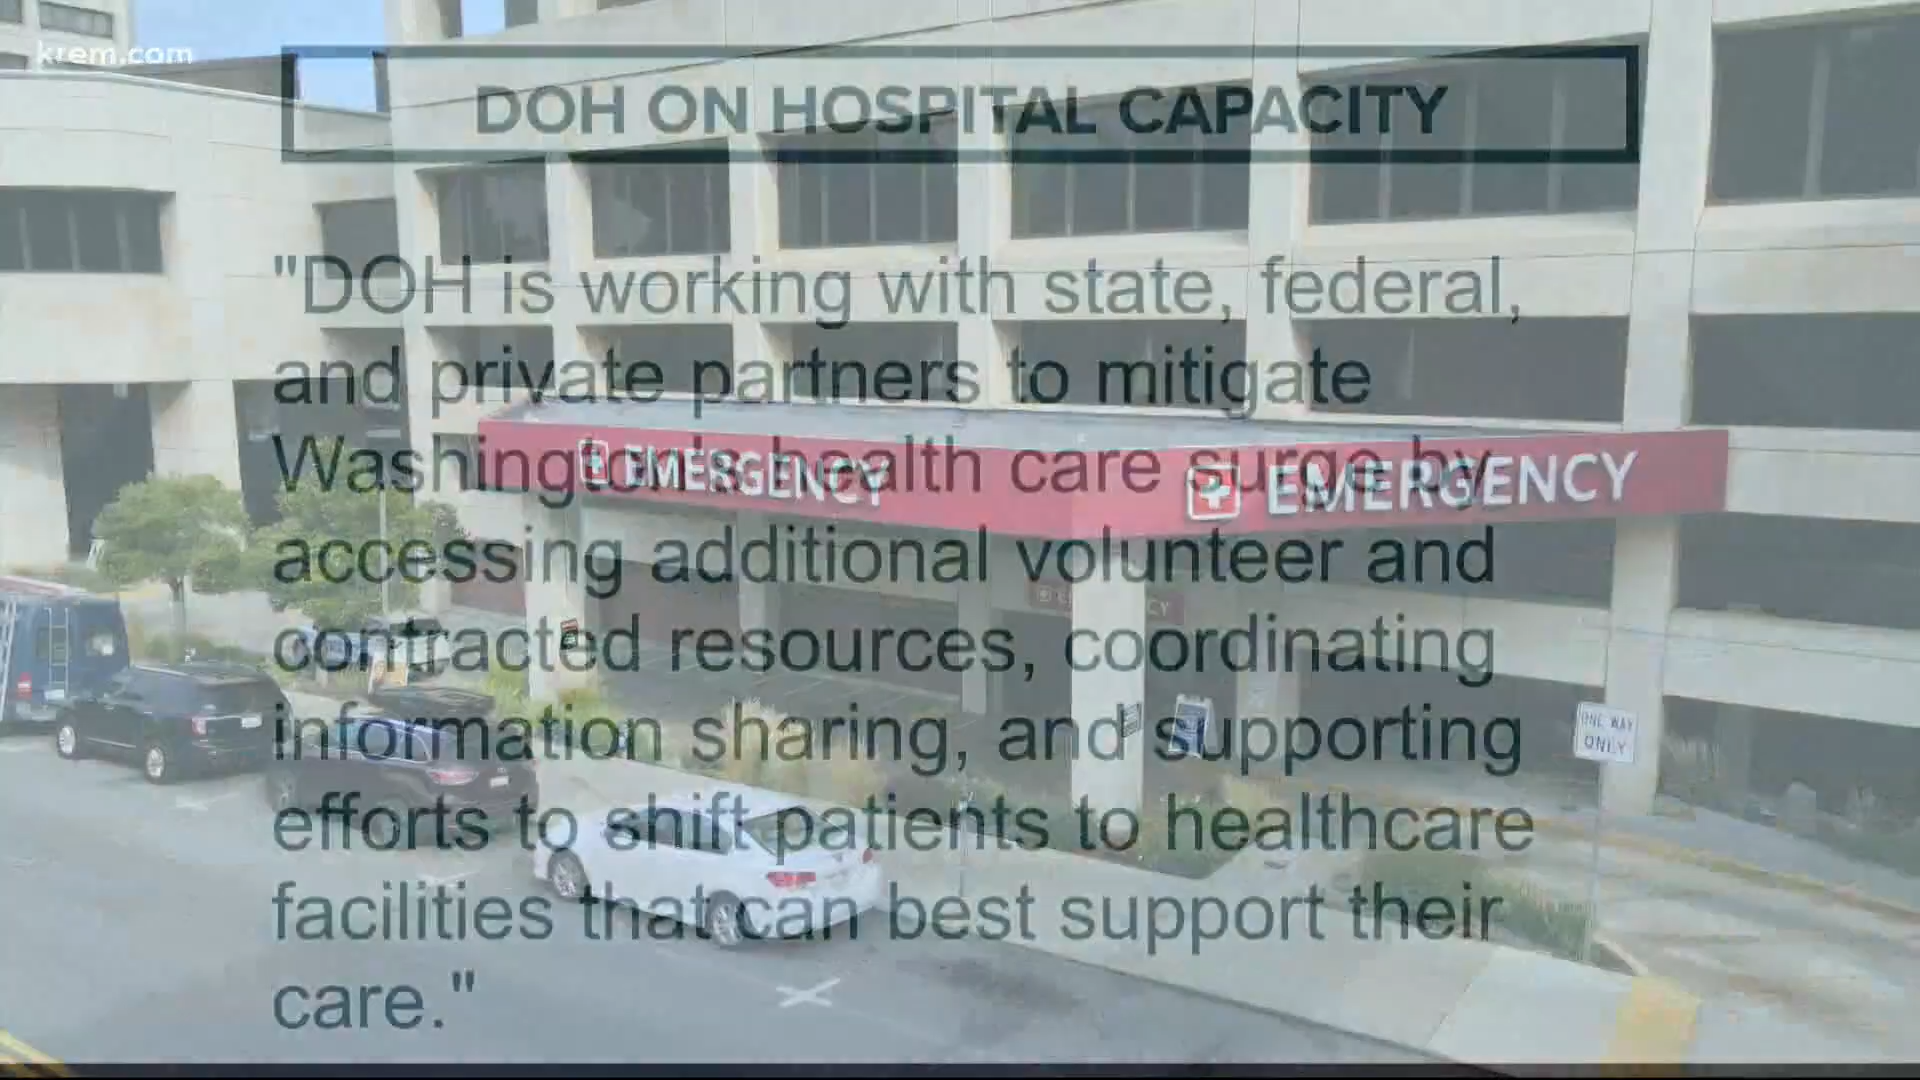 krem.com
DOH ON HOSPITAL CAPACITY
"DOH is working with state, federal,
and private partners to mitigate
Washington's health care surge by
accessing additional volunteer and
contracted resources, coordinating
information sharing, and supporting
efforts to shift patients to healthcare
facilities that can best support their
care."
EMERGENCY
EMERGENCY
ONE WAY
ONLY